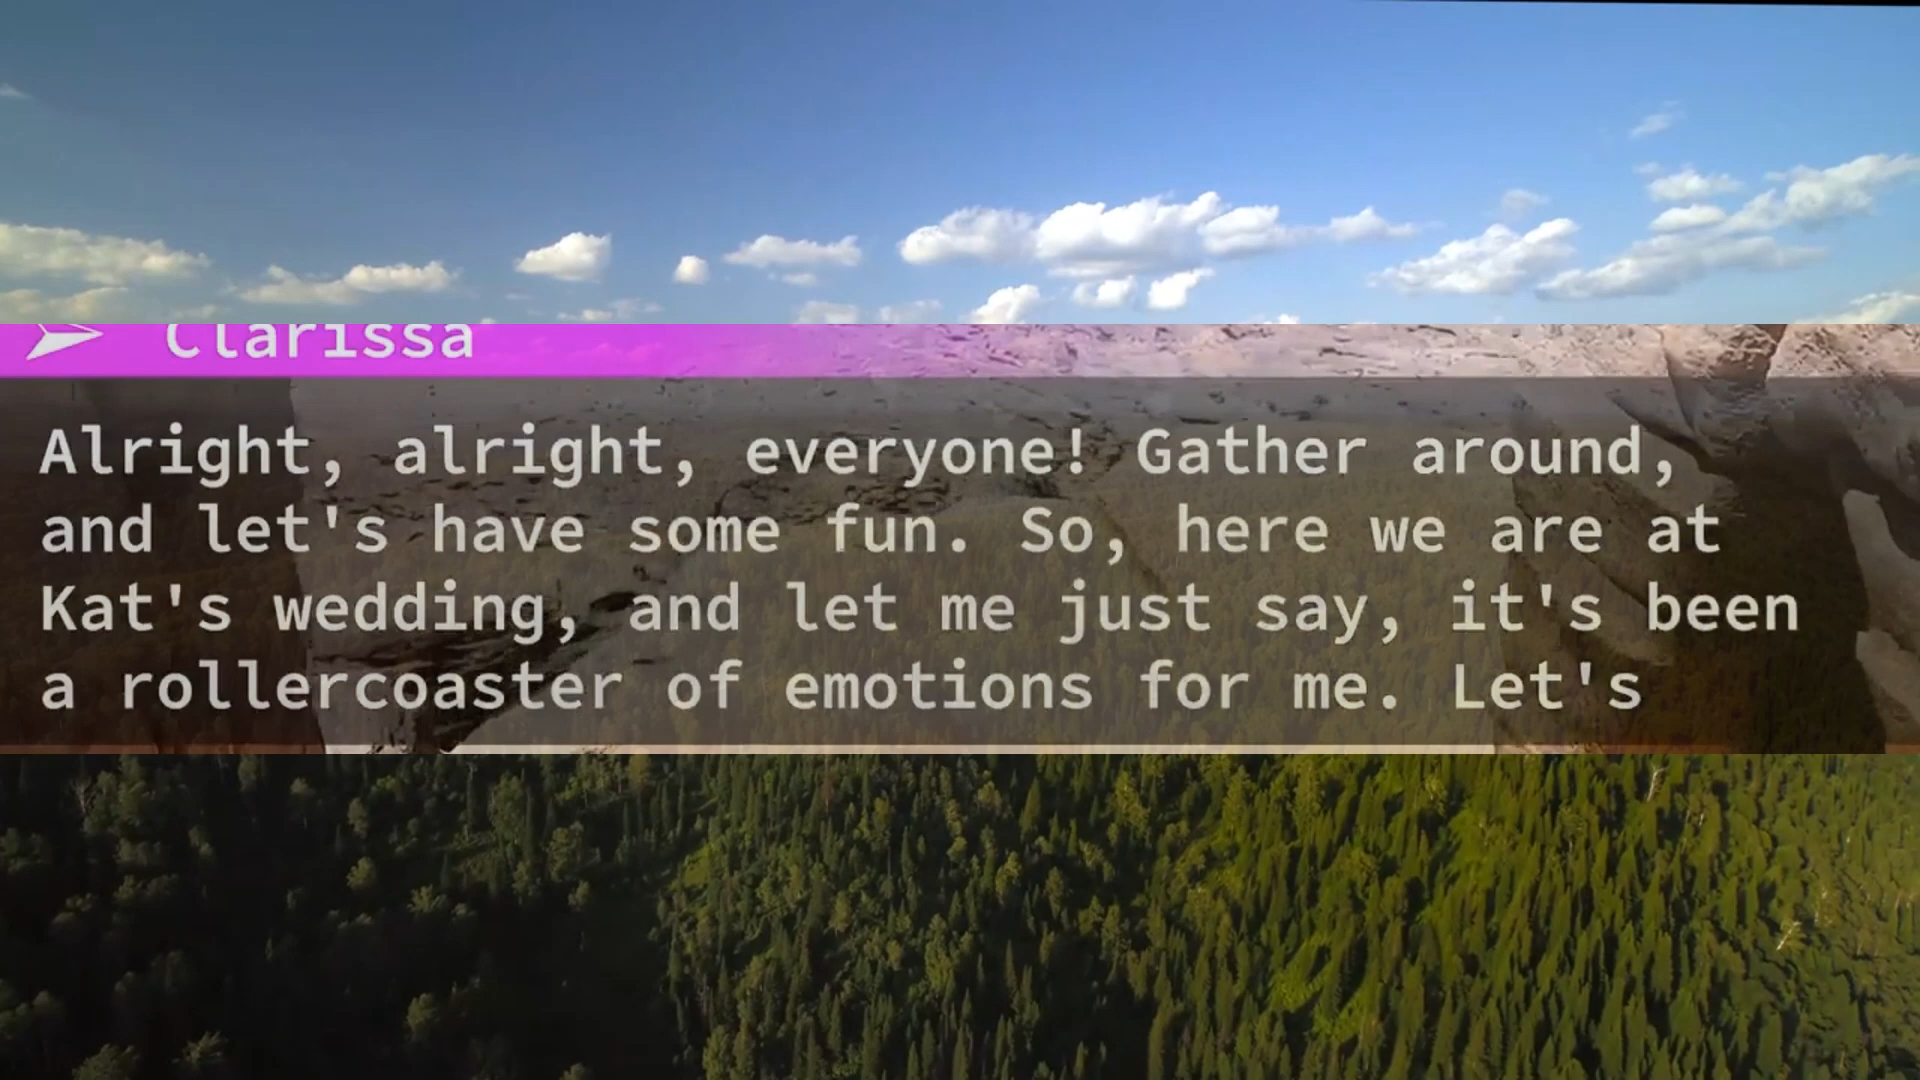 Clarissa
Alright, alright, everyone! Gather around,
and let's have some fun. So, here we are at
Kat's wedding, and let me just say, it's been
a rollercoaster of emotions for me. Let's